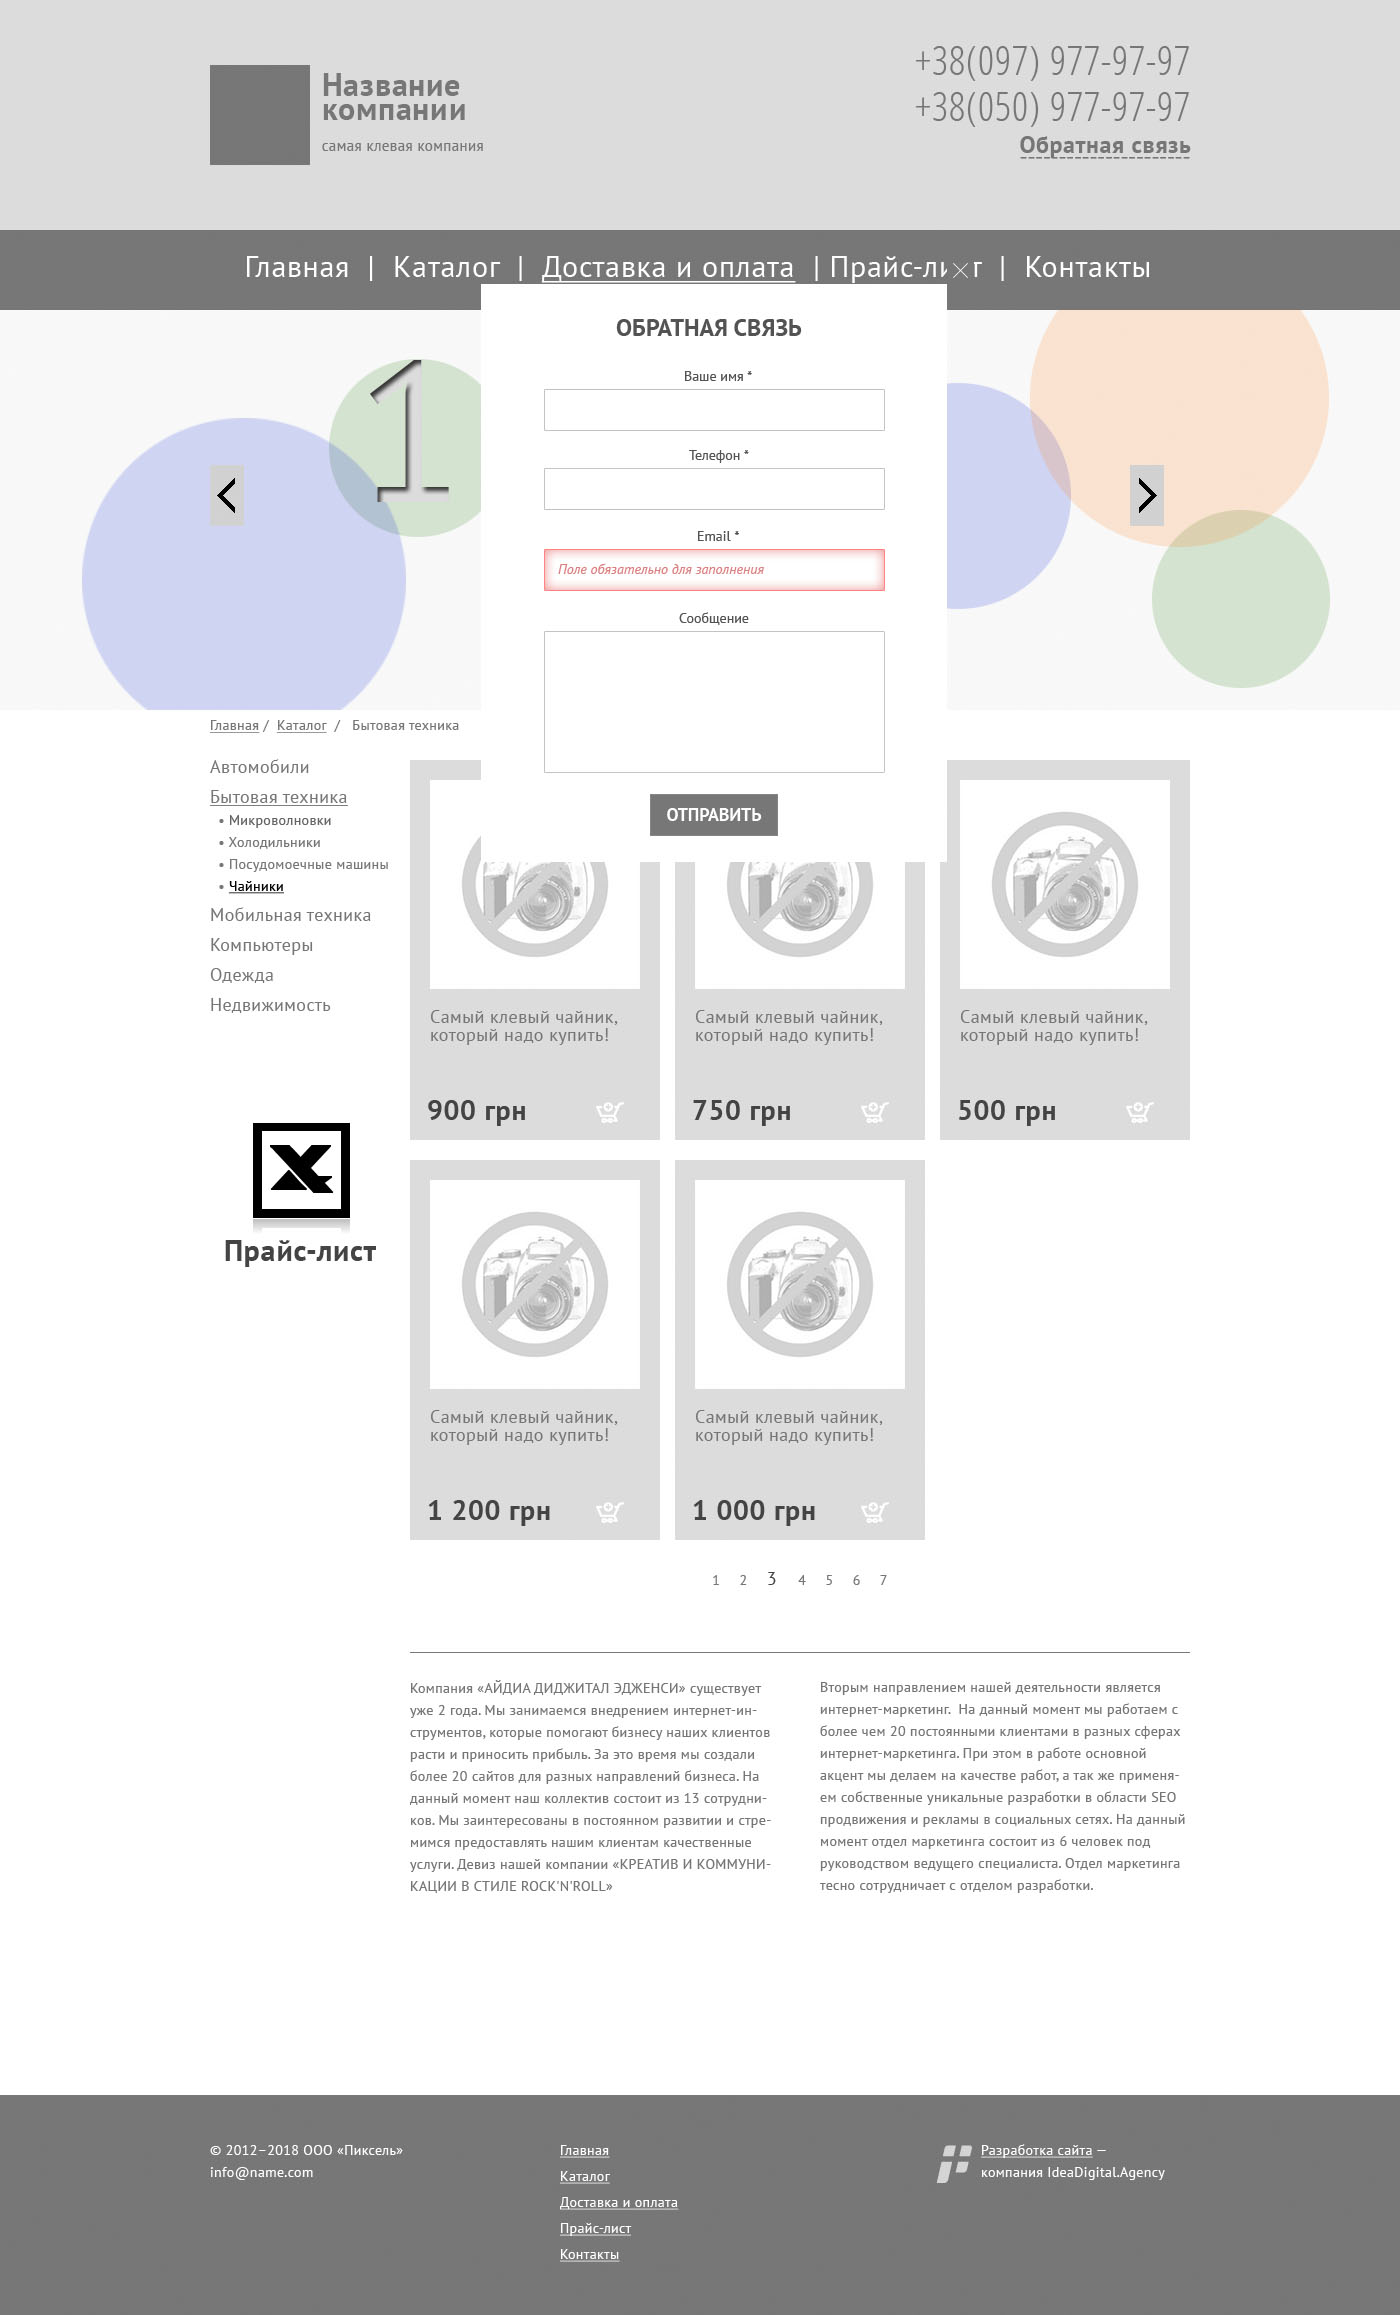 Название
компании
самая клевая компания
+38(097) 977-97-97
+38(050) 977-97-97
Обратная связь
Главная | Каталог | Доставка и оплата | Прайс-лист | Контакты
1
ОБРАТНАЯ СВЯЗЬ
Ваше имя *
Телефон *
Email *
Поле обязательно для заполнения
Сообщение
ОТПРАВИТЬ
Главная / Каталог / Бытовая техника
Автомобили
Бытовая техника
• Микроволновки
• Холодильники
• Посудомоечные машины
• Чайники
Мобильная техника
Компьютеры
Одежда
Недвижимость
Прайс-лист
Самый клевый чайник,
который надо купить!
900 грн
Самый клевый чайник,
который надо купить!
750 грн
Самый клевый чайник,
который надо купить!
500 грн
Самый клевый чайник,
который надо купить!
1 200 грн
Самый клевый чайник,
который надо купить!
1 000 грн
1 2 3 4 5 6 7
Компания «АЙДИА ДИДЖИТАЛ ЭДЖЕНСИ» существует
уже 2 года. Мы занимаемся внедрением интернет-ин-
струментов, которые помогают бизнесу наших клиентов
расти и приносить прибыль. За это время мы создали
более 20 сайтов для разных направлений бизнеса. На
данный момент наш коллектив состоит из 13 сотрудни-
ков. Мы заинтересованы в постоянном развитии и стре-
мимся предоставлять нашим клиентам качественные
услуги. Девиз нашей компании «КРЕАТИВ И КОММУНИ-
КАЦИИ В СТИЛЕ ROCK'N'ROLL»
Вторым направлением нашей деятельности является
интернет-маркетинг. На данный момент мы работаем с
более чем 20 постоянными клиентами в разных сферах
интернет-маркетинга. При этом в работе основной
акцент мы делаем на качестве работ, а так же применя-
ем собственные уникальные разработки в области SEO
продвижения и рекламы в социальных сетях. На данный
момент отдел маркетинга состоит из 6 человек под
руководством ведущего специалиста. Отдел маркетинга
тесно сотрудничает с отделом разработки.
© 2012–2018 ООО «Пиксель»
info@name.com
Главная
Каталог
Доставка и оплата
Прайс-лист
Контакты
Разработка сайта —
компания IdeaDigital.Agency